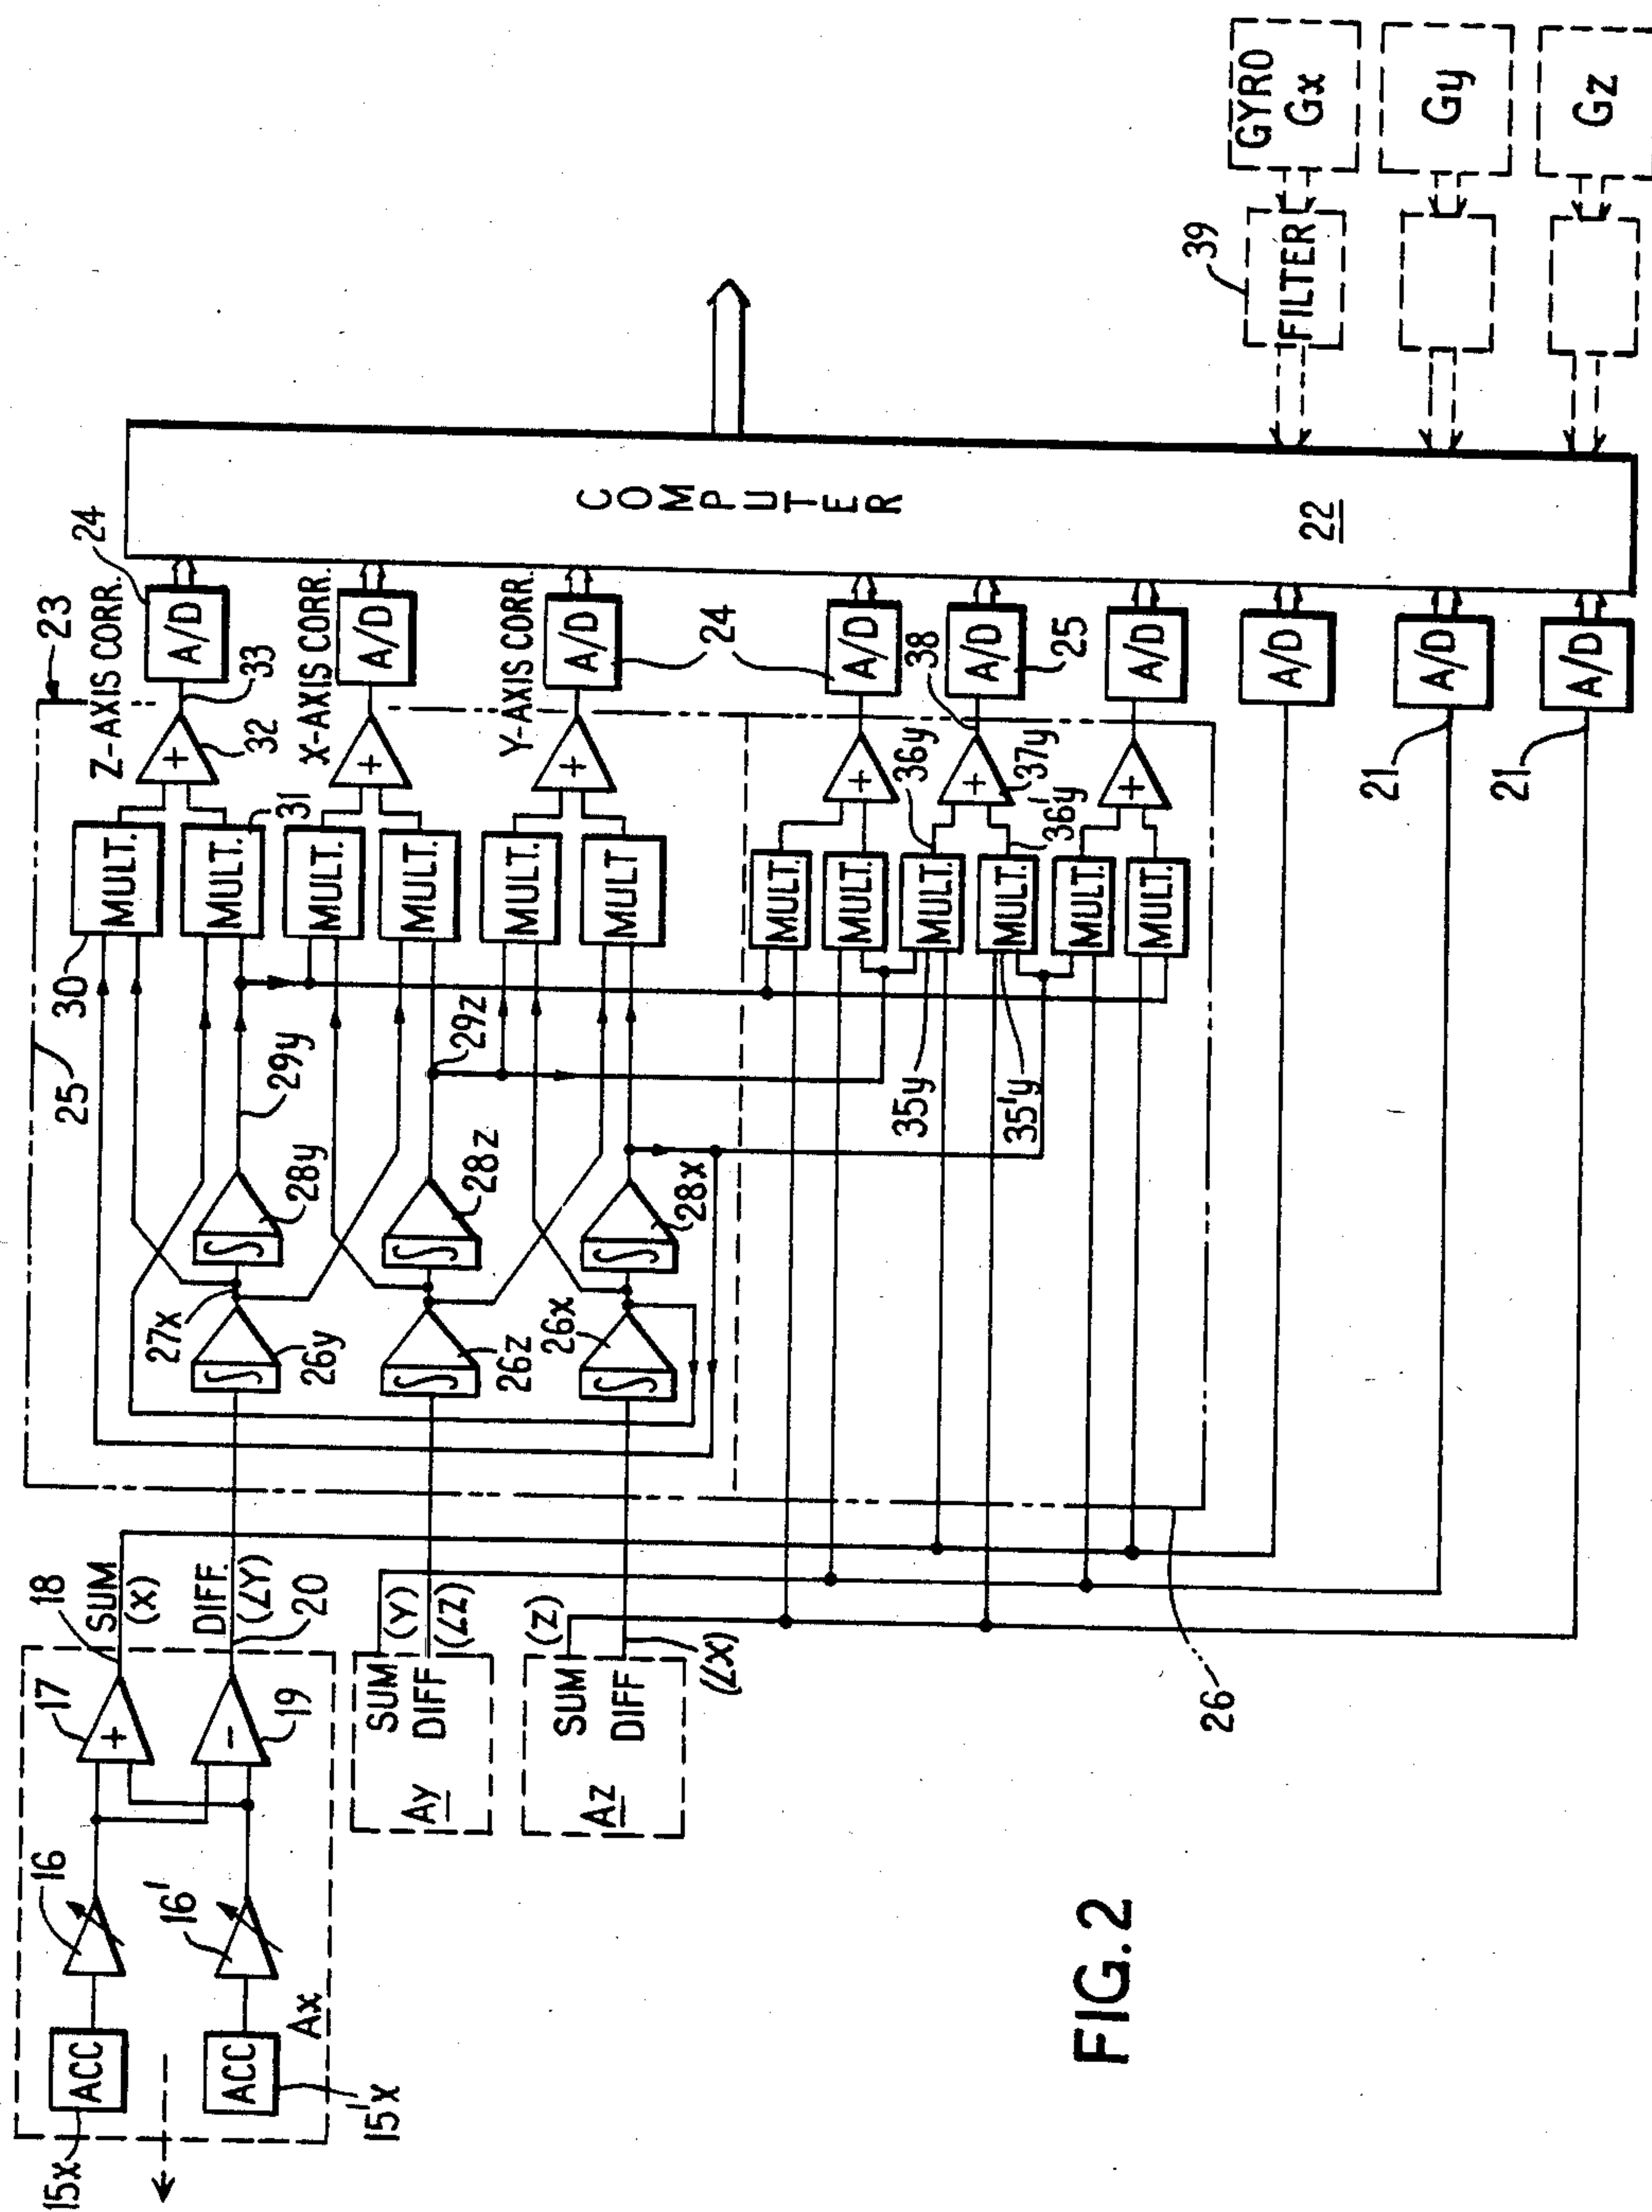 15x
ACC
16
17
18
SUM
(X)
ACC
15'x
16'
Ax
19
DIFF.
(∠Y)
20
SUM
(Y)
DIFF
(∠Z)
Ay
SUM
(Z)
DIFF
(∠X)
Az
26
25
23
27x
26y
28y
29y
26z
28z
29z
26x
28x
30
MULT.
MULT.
31
MULT.
MULT.
MULT.
MULT
Z-AXIS CORR.
+
32
33
A/D
24
X-AXIS CORR.
+
A/D
Y-AXIS CORR.
+
A/D
24
MULT.
MULT.
MULT.
MULT.
MULT.
MULT.
35y
35'y
36y
36'y
+
+
37y
38
+
A/D
A/D
25
A/D
A/D
A/D
21
A/D
21
COMPUTER
22
39
FILTER
GYRO
Gx
Gy
Gz
FIG. 2